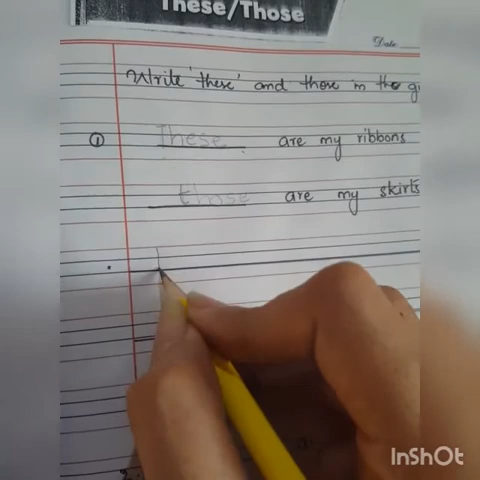 These/Those
Date
Write 'these' and those in the g
1 These are my ribbons
those are my skirts
InShOt